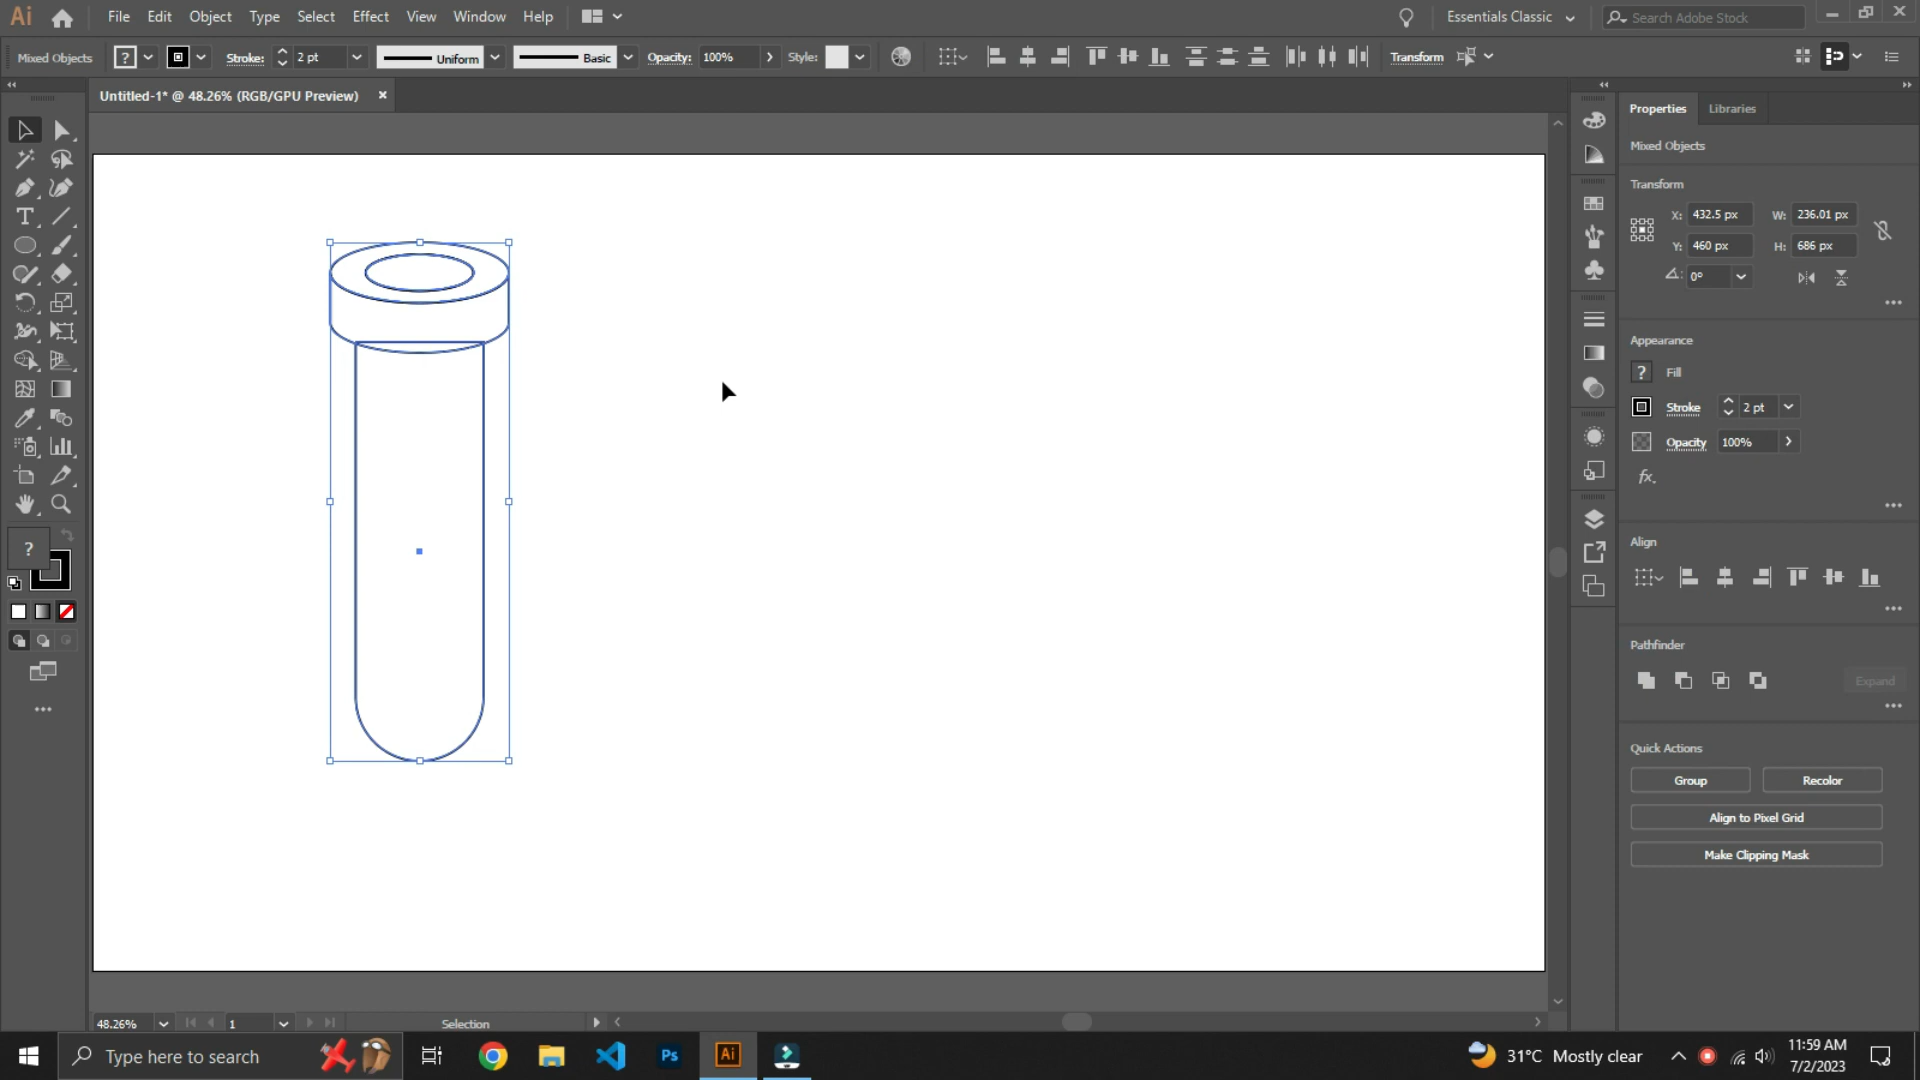 Ai File Edit Object Type Select Effect View Window Help Essentials Classic Search Adobe Stock
Mixed Objects ? Stroke: 2 pt Uniform Basic Opacity: 100% Style: Transform
Untitled-1* @ 48.26% (RGB/GPU Preview) ×
Properties Libraries
Mixed Objects
Transform
X: 432.5 px W: 236.01 px
Y: 460 px H: 686 px
0°
Appearance
? Fill
Stroke 2 pt
Opacity 100%
fx.
Align
?
Pathfinder
Expand
Quick Actions
Group Recolor
Align to Pixel Grid
Make Clipping Mask
48.26% 1 Selection
Type here to search Ps Ai 31°C Mostly clear 11:59 AM
7/2/2023